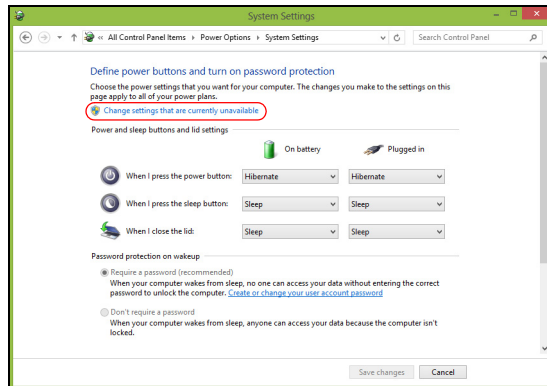 System Settings
« All Control Panel Items ▸ Power Options ▸ System Settings
Search Control Panel
Define power buttons and turn on password protection
Choose the power settings that you want for your computer. The changes you make to the settings on this
page apply to all of your power plans.
Change settings that are currently unavailable
Power and sleep buttons and lid settings
On battery Plugged in
When I press the power button: Hibernate Hibernate
When I press the sleep button: Sleep Sleep
When I close the lid: Sleep Sleep
Password protection on wakeup
Require a password (recommended)
When your computer wakes from sleep, no one can access your data without entering the correct
password to unlock the computer. Create or change your user account password
Don't require a password
When your computer wakes from sleep, anyone can access your data because the computer isn't
locked.
Save changes Cancel